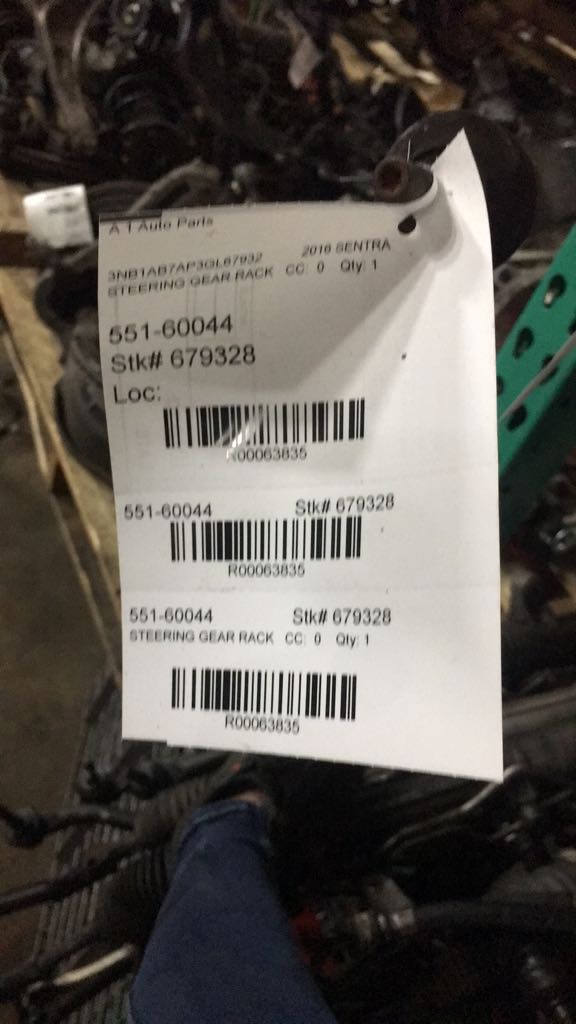 A 1 Auto Parts
3NB1AB7AP3GL67932 2016 SENTRA
STEERING GEAR RACK CC: 0 Qty: 1
551-60044
Stk# 679328
Loc:
R00063835
551-60044 Stk# 679328
R00063835
551-60044 Stk# 679328
STEERING GEAR RACK CC: 0 Qty: 1
R00063835